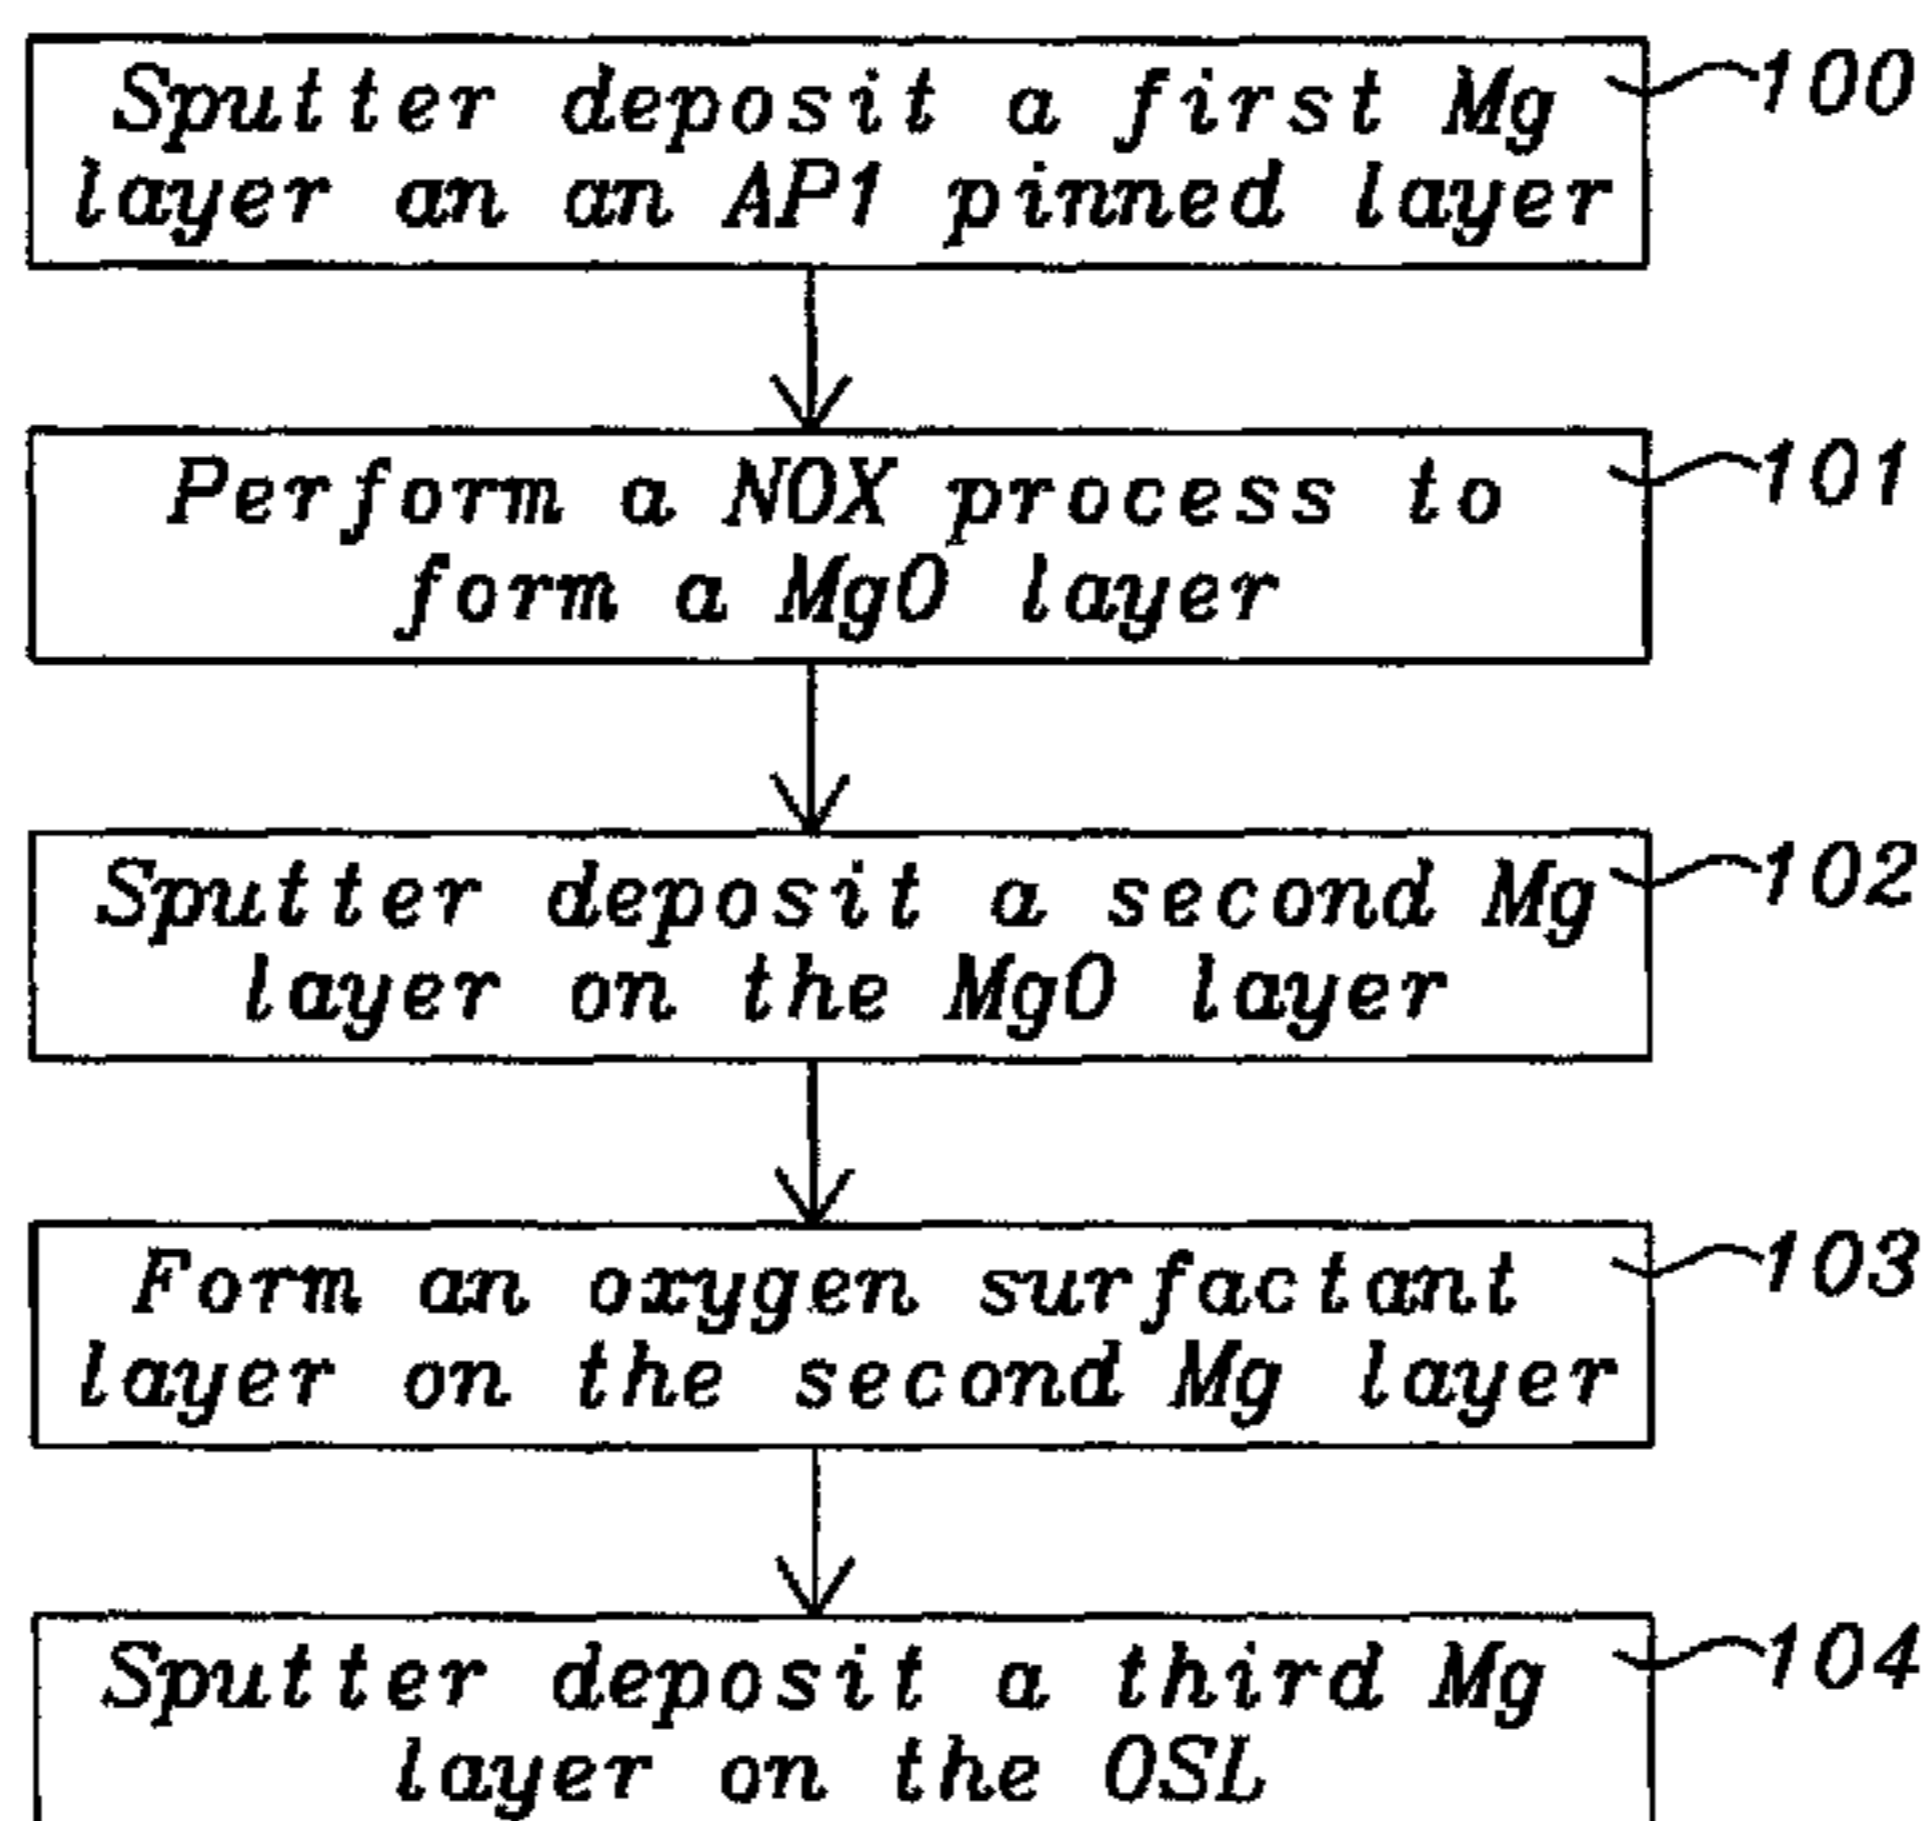 Sputter deposit a first Mg
layer an an AP1 pinned layer
100
Perform a NOX process to
form a MgO layer
101
Sputter deposit a second Mg
layer on the MgO layer
102
Form an oxygen surfactant
layer on the second Mg layer
103
Sputter deposit a third Mg
layer on the OSL
104